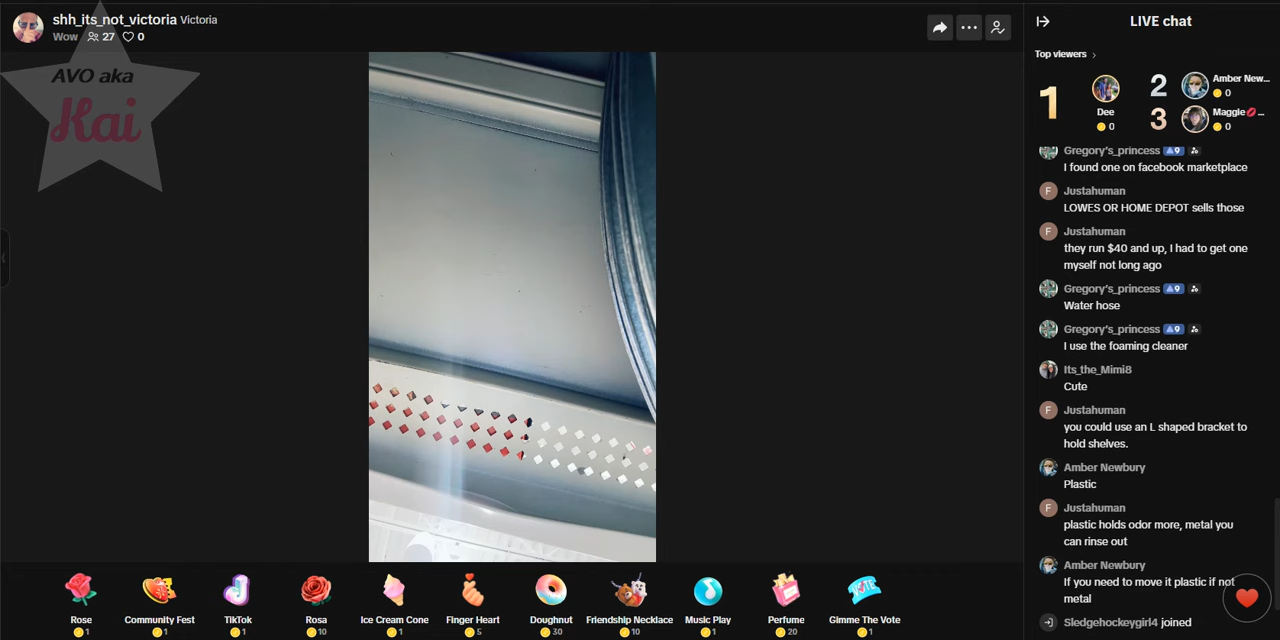 shh_its_not_victoria Victoria
Wow 27 0
AVO aka
Kai
LIVE chat
Top viewers
1
Dee
0
2
Amber New...
0
3
Maggie💋 ...
0
Gregory's_princess 9
I found one on facebook marketplace
F Justahuman
LOWES OR HOME DEPOT sells those
F Justahuman
they run $40 and up, I had to get one
myself not long ago
Gregory's_princess 9
Water hose
Gregory's_princess 9
I use the foaming cleaner
Its_the_Mimi8
Cute
F Justahuman
you could use an L shaped bracket to
hold shelves.
Amber Newbury
Plastic
F Justahuman
plastic holds odor more, metal you
can rinse out
Amber Newbury
If you need to move it plastic if not
metal
Sledgehockeygirl4 joined
VOTE
Rose
1
Community Fest
1
TikTok
1
Rosa
10
Ice Cream Cone
1
Finger Heart
5
Doughnut
30
Friendship Necklace
10
Music Play
1
Perfume
20
Gimme The Vote
1